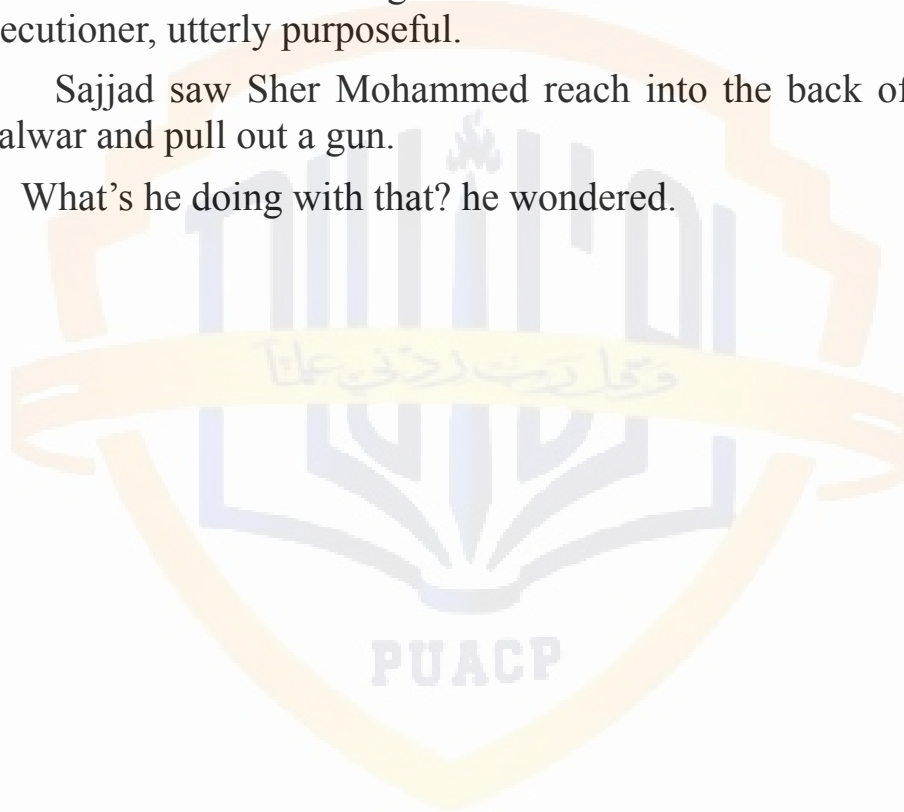 ecutioner, utterly purposeful.
Sajjad saw Sher Mohammed reach into the back of
alwar and pull out a gun.
What’s he doing with that? he wondered.
وَقُل رَبِّ زِدْنِي عِلْمًا
PUACP